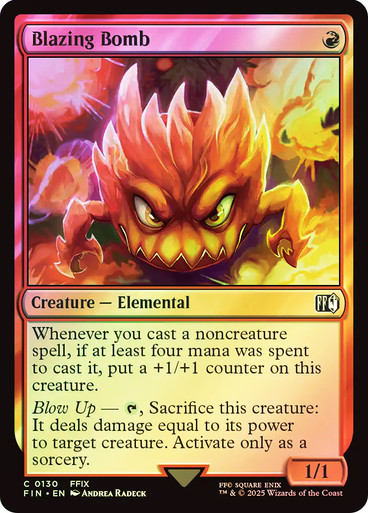 Blazing Bomb
Creature — Elemental
Whenever you cast a noncreature
spell, if at least four mana was spent
to cast it, put a +1/+1 counter on this
creature.
Blow Up — , Sacrifice this creature:
It deals damage equal to its power
to target creature. Activate only as a
sorcery.
1/1
C 0130 FFIX
FIN • EN Andrea Radeck
FF© SQUARE ENIX
™ & © 2025 Wizards of the Coast